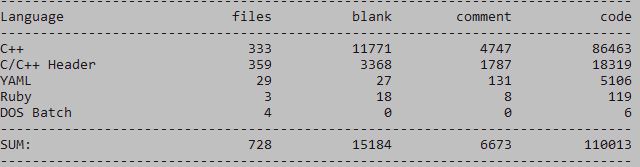 Language files blank comment code
C++ 333 11771 4747 86463
C/C++ Header 359 3368 1787 18319
YAML 29 27 131 5106
Ruby 3 18 8 119
DOS Batch 4 0 0 6
SUM: 728 15184 6673 110013